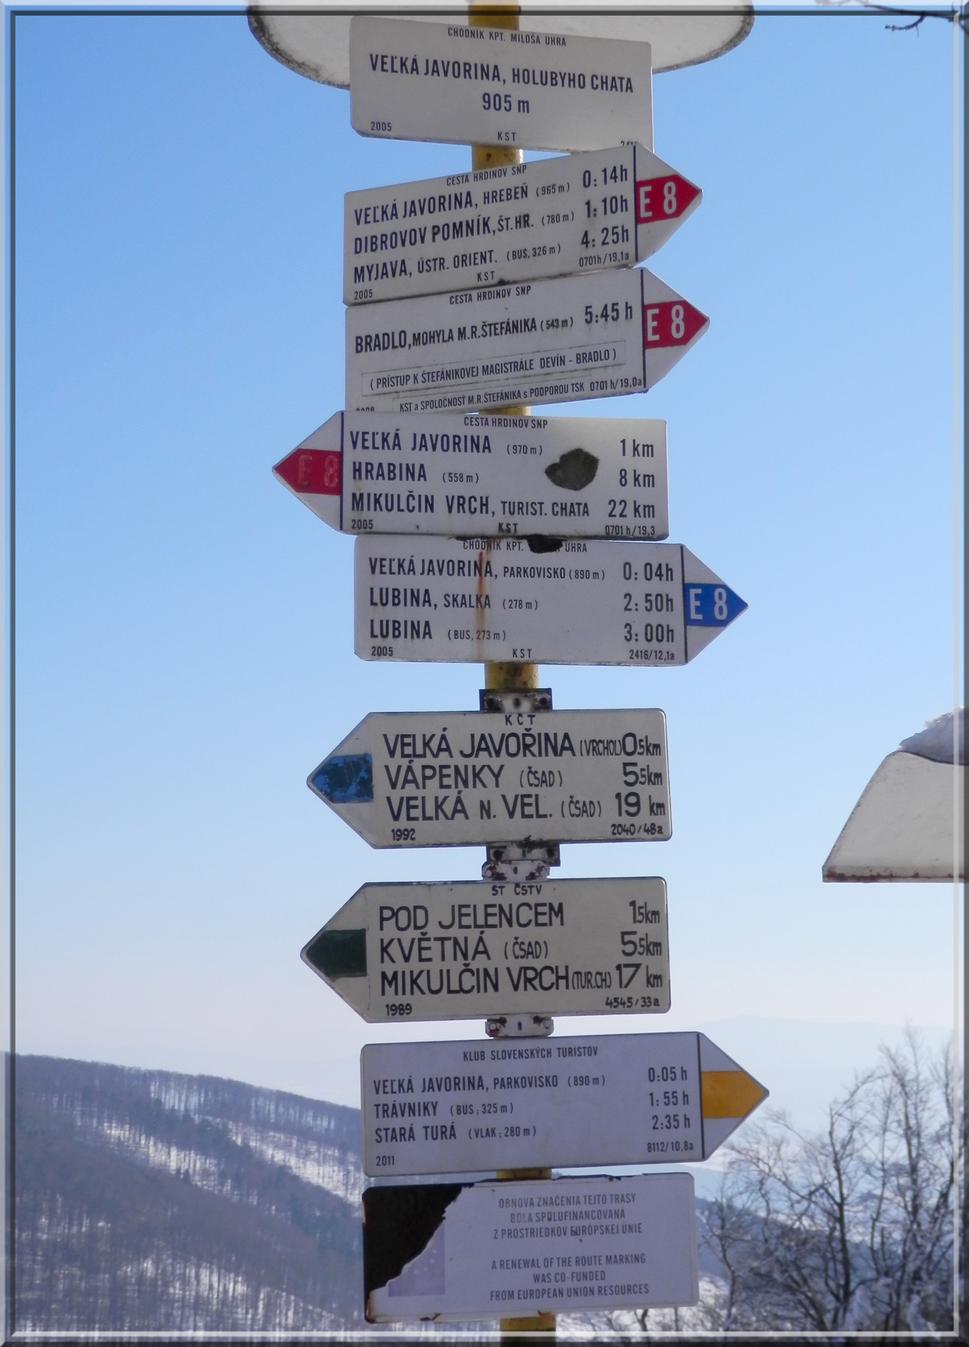 CHODNÍK KPT. MILOŠA UHRA
VEĽKÁ JAVORINA, HOLUBYHO CHATA
905 m
2005 KST
CESTA HRDINOV SNP
VEĽKÁ JAVORINA, HREBEŇ (965 m) 0:14h
DIBROVOV POMNÍK, ŠT. HR. (780 m) 1:10h
MYJAVA, ÚSTR. ORIENT. (BUS, 326 m) 4:25h
E 8
2005 KST 0701h/19,1a
CESTA HRDINOV SNP
BRADLO, MOHYLA M.R.ŠTEFÁNIKA (543 m) 5:45 h
E 8
(PRÍSTUP K ŠTEFÁNIKOVEJ MAGISTRÁLE DEVÍN - BRADLO)
KST a SPOLOČNOSŤ M.R.ŠTEFÁNIKA s PODPOROU TSK 0701 h/19,0a
CESTA HRDINOV SNP
VEĽKÁ JAVORINA (970 m) 1 km
E 8 HRABINA (558 m) 8 km
MIKULČIN VRCH, TURIST. CHATA 22 km
2005 KST 0701 h/19,3
CHODNÍK KPT. UHRA
VEĽKÁ JAVORINA, PARKOVISKO (890 m) 0:04h
LUBINA, SKALKA (278 m) 2:50h
E 8
LUBINA (BUS, 273 m) 3:00h
2005 KST 2416/12,1a
KČT
VELKÁ JAVOŘINA (VRCHOL) 0,5km
VÁPENKY (ČSAD) 5,5km
VELKÁ N. VEL. (ČSAD) 19 km
1992 2040/48a
ST ČSTV
POD JELENCEM 1,5km
KVĚTNÁ (ČSAD) 5,5km
MIKULČIN VRCH (TUR.CH.) 17 km
1989 4545/33a
KLUB SLOVENSKÝCH TURISTOV
VEĽKÁ JAVORINA, PARKOVISKO (890 m) 0:05 h
TRÁVNIKY (BUS; 325 m) 1:55 h
STARÁ TURÁ (VLAK; 280 m) 2:35 h
2011 8112/10,8a
OBNOVA ZNAČENIA TEJTO TRASY
BOLA SPOLUFINANCOVANÁ
Z PROSTRIEDKOV EURÓPSKEJ ÚNIE
A RENEWAL OF THE ROUTE MARKING
WAS CO-FUNDED
FROM EUROPEAN UNION RESOURCES